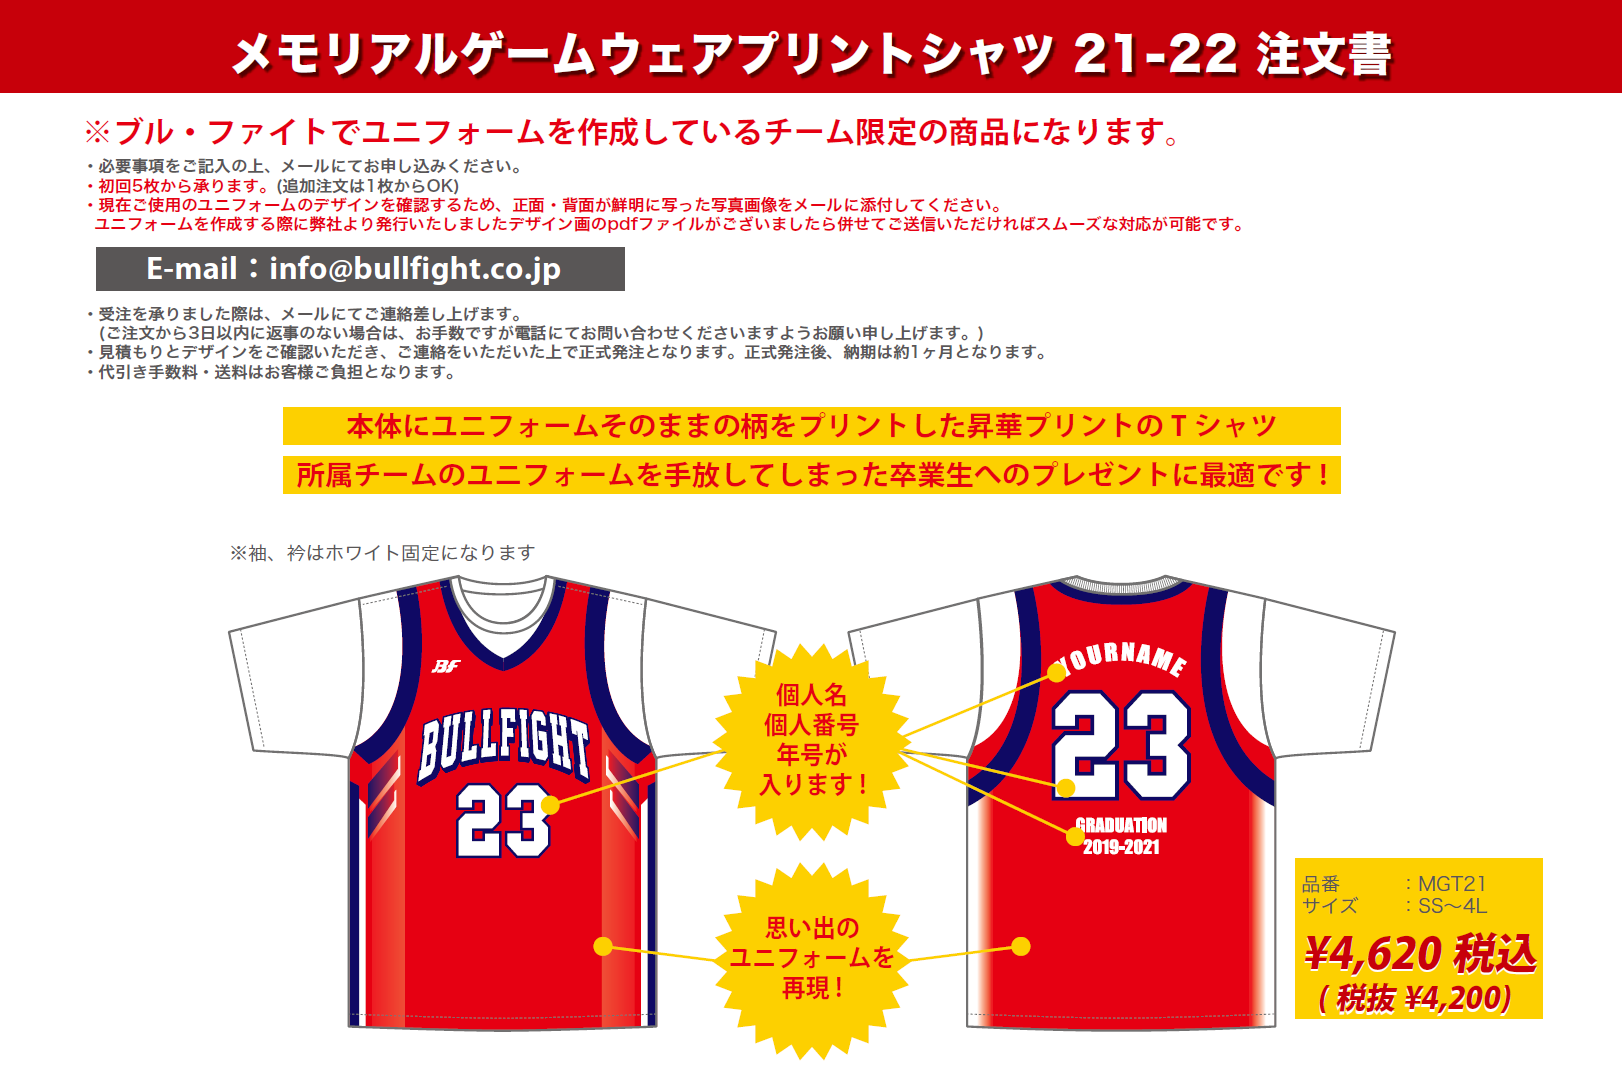 メモリアルゲームウェアプリントシャツ 21-22 注文書
※ブル・ファイトでユニフォームを作成しているチーム限定の商品になります。
・必要事項をご記入の上、メールにてお申し込みください。
・初回5枚から承ります。(追加注文は1枚からOK)
・現在ご使用のユニフォームのデザインを確認するため、正面・背面が鮮明に写った写真画像をメールに添付してください。
ユニフォームを作成する際に弊社より発行いたしましたデザイン画のpdfファイルがございましたら併せてご送信いただければスムーズな対応が可能です。
E-mail：info@bullfight.co.jp
・受注を承りました際は、メールにてご連絡差し上げます。
(ご注文から3日以内に返事のない場合は、お手数ですが電話にてお問い合わせくださいますようお願い申し上げます。)
・見積もりとデザインをご確認いただき、ご連絡をいただいた上で正式発注となります。正式発注後、納期は約1ヶ月となります。
・代引き手数料・送料はお客様ご負担となります。
本体にユニフォームそのままの柄をプリントした昇華プリントのTシャツ
所属チームのユニフォームを手放してしまった卒業生へのプレゼントに最適です！
※袖、衿はホワイト固定になります
BF
BULLFIGHT
23
個人名
個人番号
年号が
入ります！
思い出の
ユニフォームを
再現！
YOURNAME
23
GRADUATION
2019-2021
品番 ：MGT21
サイズ ：SS〜4L
¥4,620 税込
(税抜 ¥4,200)